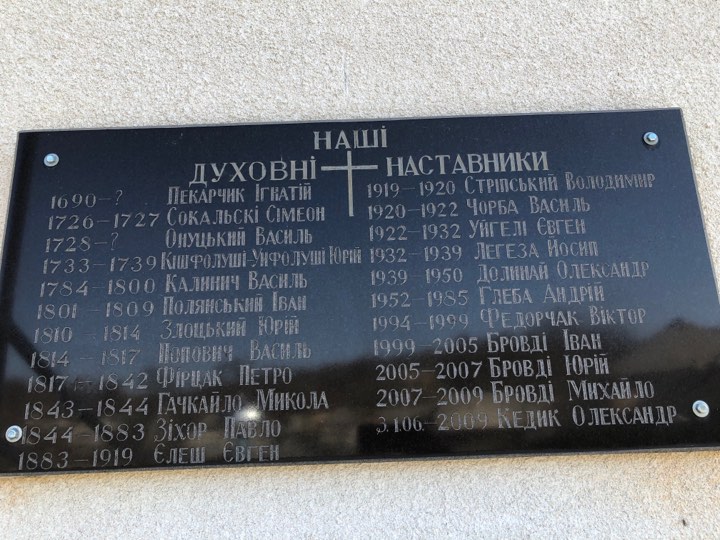 НАШІ
ДУХОВНІ НАСТАВНИКИ
1690-? ПЕКАРЧИК ІГНАТІЙ
1726-1727 СОКАЛЬСКІ СІМЕОН
1728-? ОНУЦЬКИЙ ВАСИЛЬ
1733-1739 КИШФОЛУШІ-УЙФОЛУШІ ЮРІЙ
1784-1800 КАЛИНИЧ ВАСИЛЬ
1801-1809 ПОЛЯНСЬКИЙ ІВАН
1810-1814 ЗЛОЦЬКИЙ ЮРІЙ
1814-1817 ПОПОВИЧ ВАСИЛЬ
1817-1842 ФІРЦАК ПЕТРО
1843-1844 ГАЧКАЙЛО МИКОЛА
1844-1883 ЗІХОР ПАВЛО
1883-1919 ЄЛЕШ ЄВГЕН
1919-1920 СТРІПСЬКИЙ ВОЛОДИМИР
1920-1922 ЧОРБА ВАСИЛЬ
1922-1932 УЙГЕЛІ ЄВГЕН
1932-1939 ЛЕГЕЗА ЙОСИП
1939-1950 ДОЛИНАЙ ОЛЕКСАНДР
1952-1985 ГЛЕБА АНДРІЙ
1994-1999 ФЕДОРЧАК ВІКТОР
1999-2005 БРОВДІ ІВАН
2005-2007 БРОВДІ ЮРІЙ
2007-2009 БРОВДІ МИХАЙЛО
З.106.-2009 КЕДИК ОЛЕКСАНДР